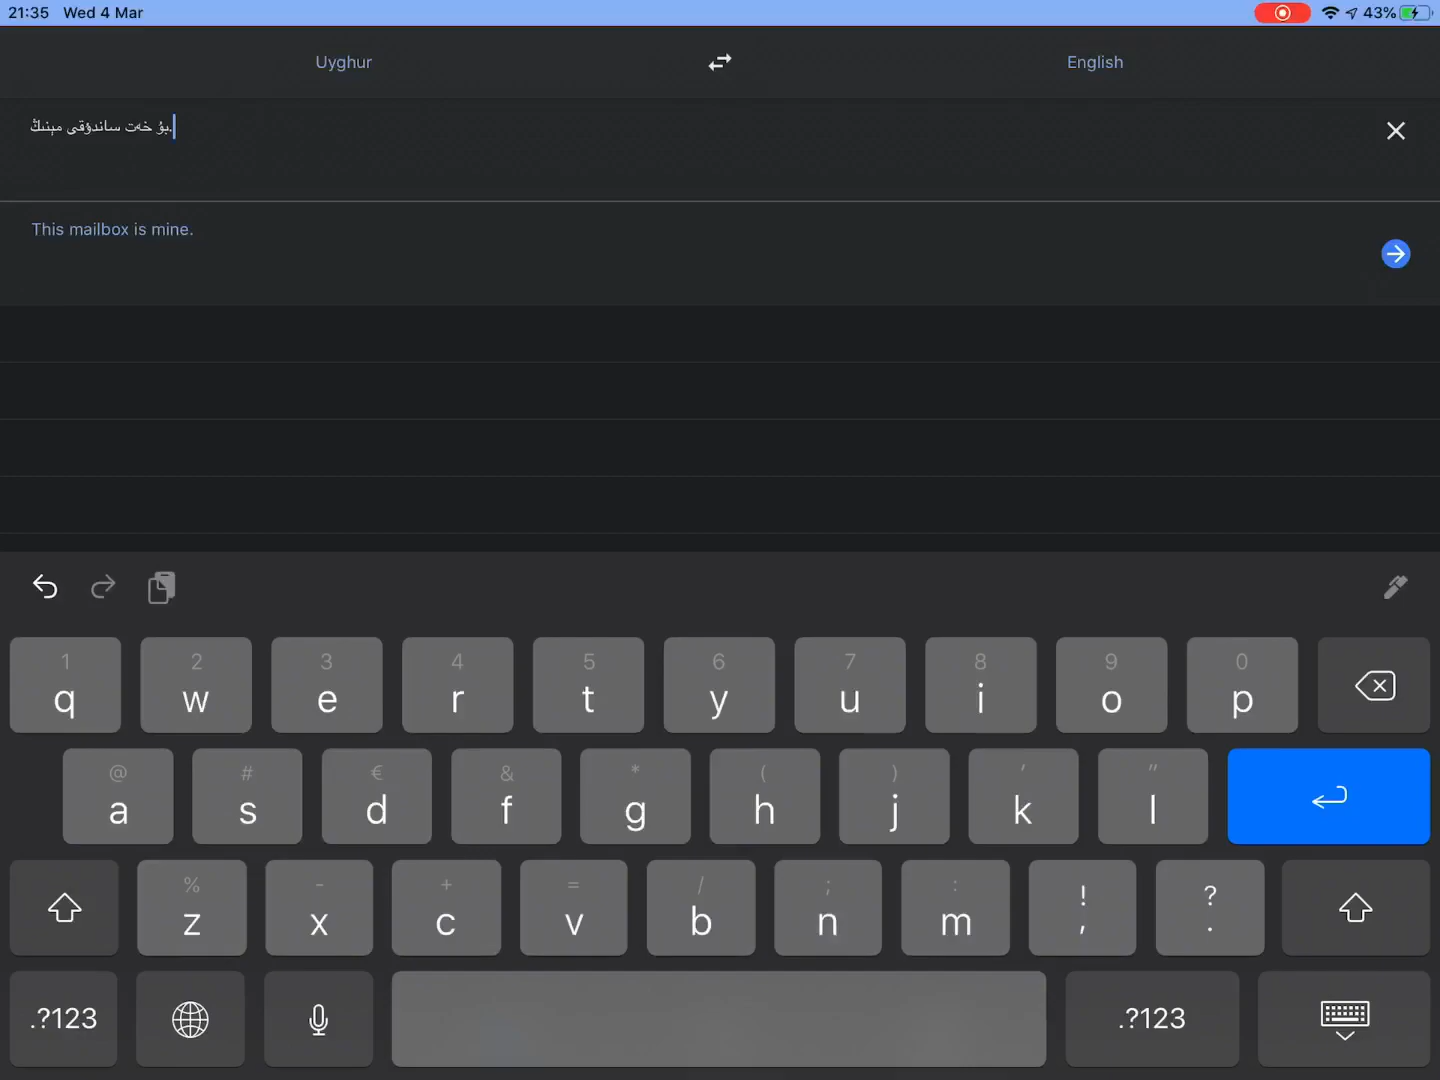 21:35 Wed 4 Mar 43%
Uyghur English
بۇ خەت ساندۇقى مېنىڭ.
This mailbox is mine.
1 2 3 4 5 6 7 8 9 0
q w e r t y u i o p
@ # € & * ( ) ' "
a s d f g h j k l
% - + = / ; : ! ?
z x c v b n m , .
.?123 .?123